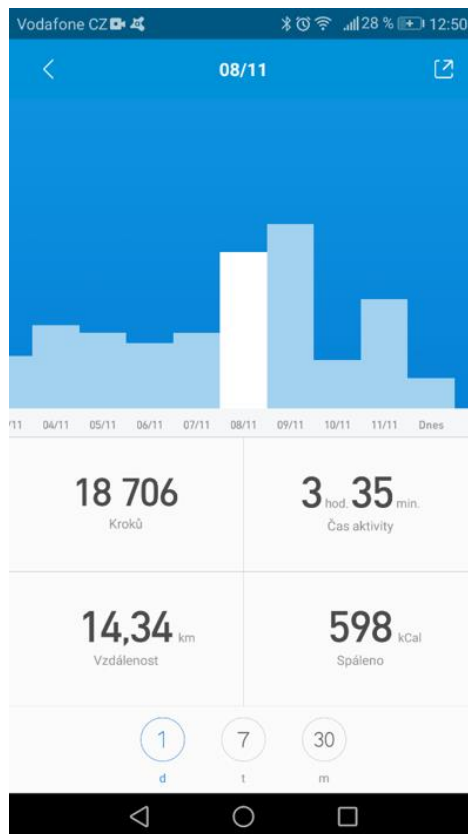 Vodafone CZ 28 % 12:50
08/11
/11 04/11 05/11 06/11 07/11 08/11 09/11 10/11 11/11 Dnes
18 706
Kroků
3 hod. 35 min.
Čas aktivity
14,34 km
Vzdálenost
598 kCal
Spáleno
1 7 30
d t m